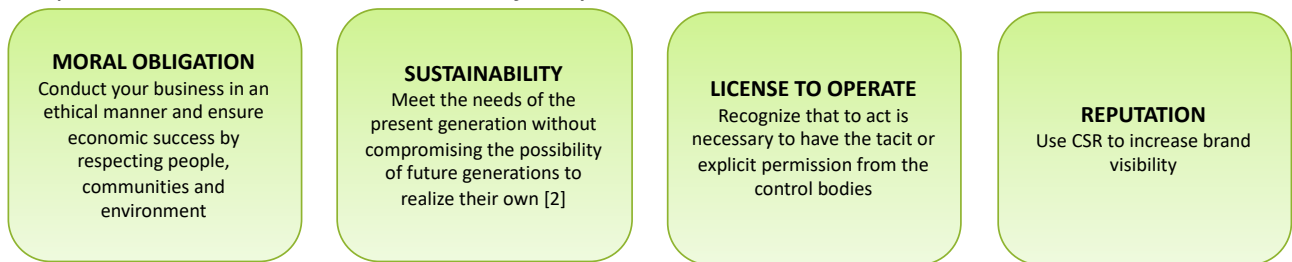 MORAL OBLIGATION
Conduct your business in an
ethical manner and ensure
economic success by
respecting people,
communities and
environment
SUSTAINABILITY
Meet the needs of the
present generation without
compromising the possibility
of future generations to
realize their own [2]
LICENSE TO OPERATE
Recognize that to act is
necessary to have the tacit or
explicit permission from the
control bodies
REPUTATION
Use CSR to increase brand
visibility